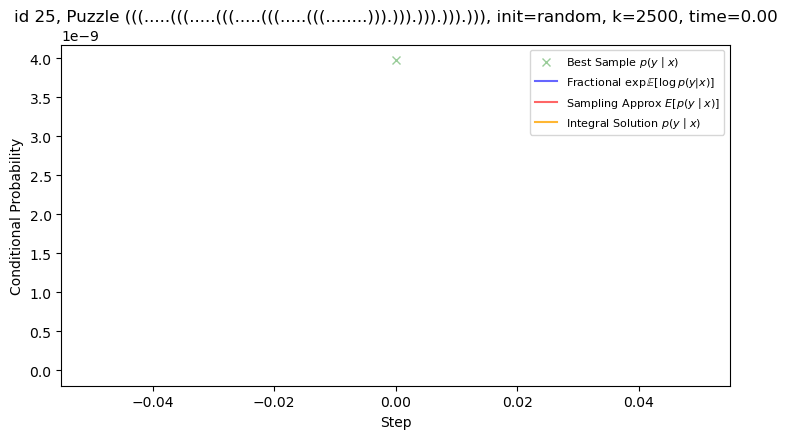 id 25, Puzzle (((.....(((.....(((.....(((.....(((........))).))).))).))).))), init=random, k=2500, time=0.00
1e−9
4.0
3.5
3.0
2.5
2.0
1.5
1.0
0.5
0.0
Conditional Probability
Best Sample p(y | x)
Fractional exp𝔼[log p(y|x)]
Sampling Approx E[p(y | x)]
Integral Solution p(y | x)
−0.04 −0.02 0.00 0.02 0.04
Step